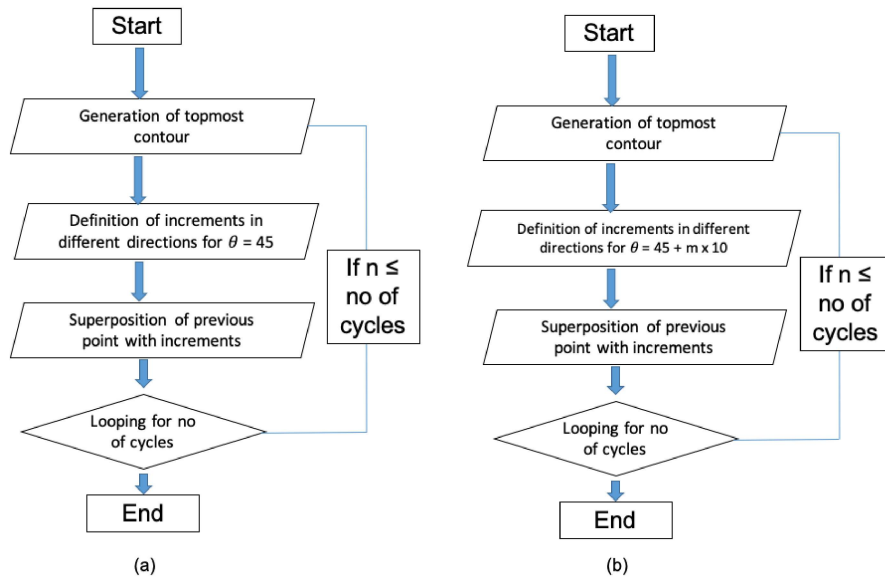 Start
Generation of topmost
contour
Definition of increments in
different directions for θ = 45
Superposition of previous
point with increments
Looping for no
of cycles
End
If n ≤
no of
cycles
(a)
Start
Generation of topmost
contour
Definition of increments in different
directions for θ = 45 + m x 10
Superposition of previous
point with increments
Looping for no
of cycles
End
If n ≤
no of
cycles
(b)